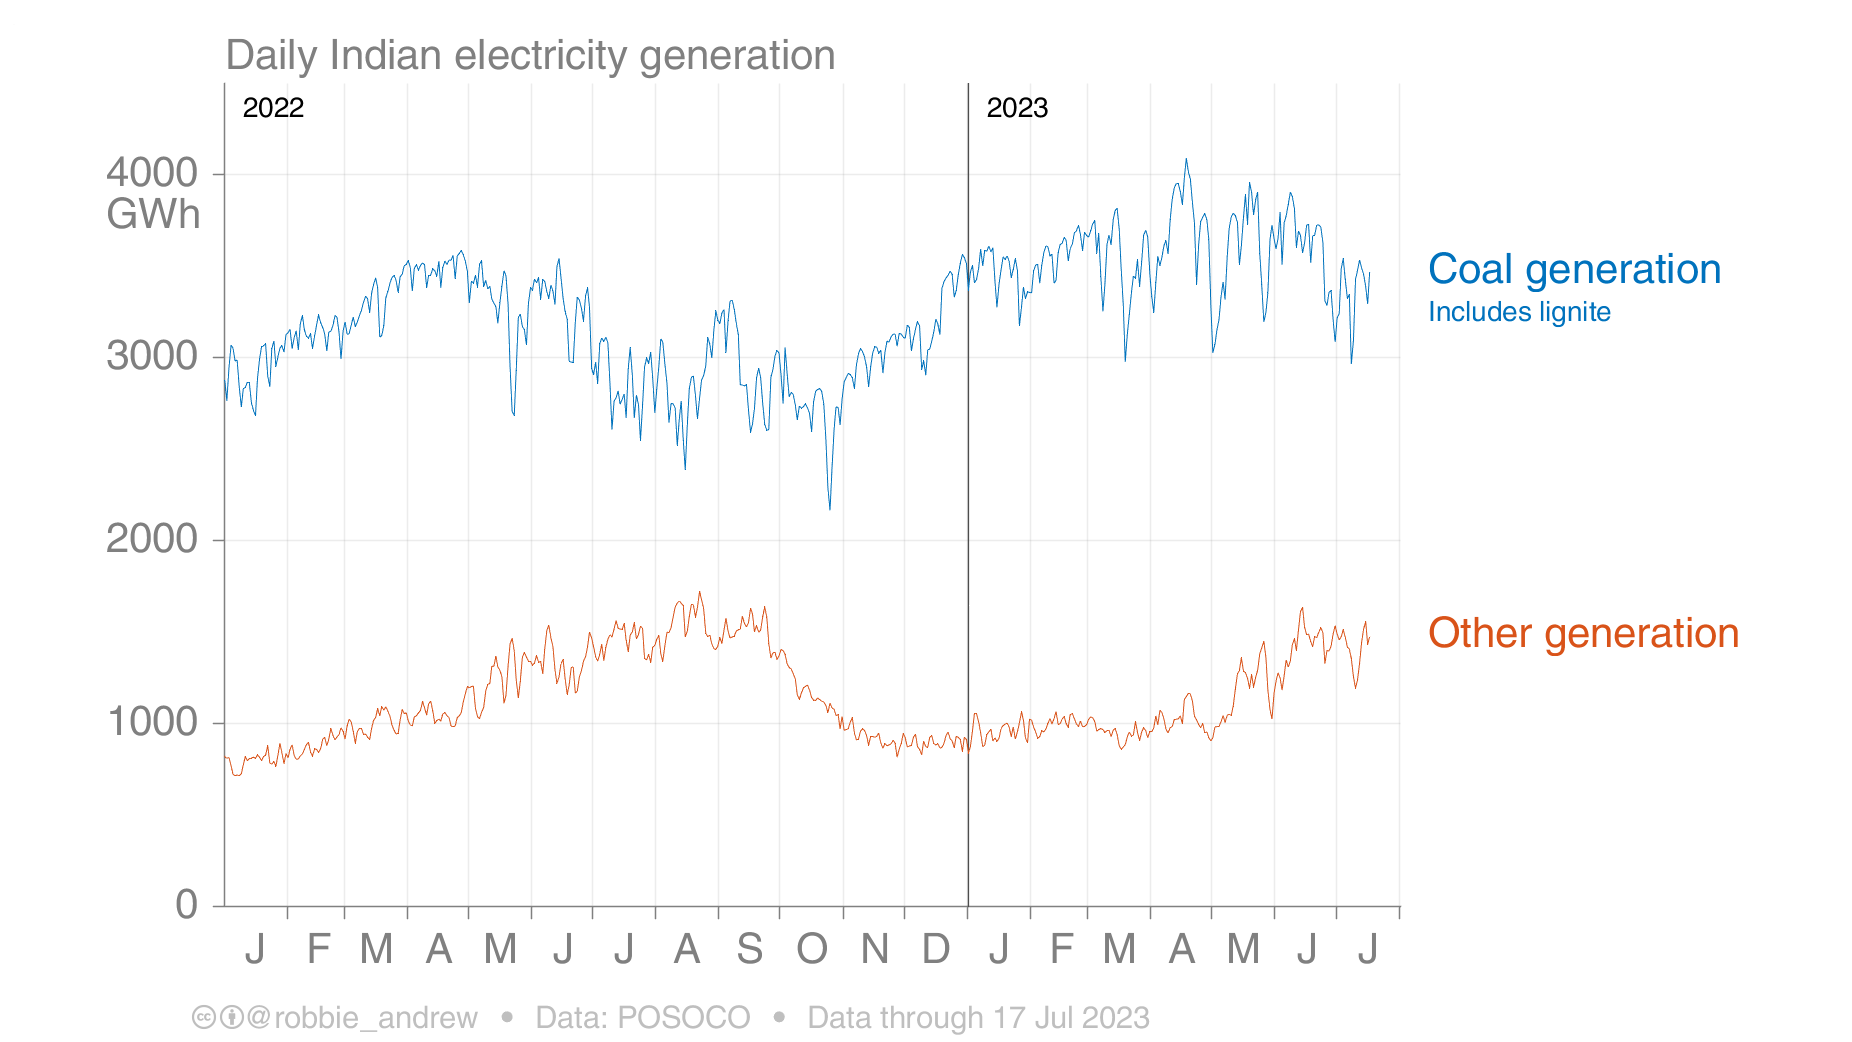 Daily Indian electricity generation
2022
2023
4000
GWh
3000
2000
1000
0
Coal generation
Includes lignite
Other generation
J F M A M J J A S O N D J F M A M J J
cc @robbie_andrew • Data: POSOCO • Data through 17 Jul 2023